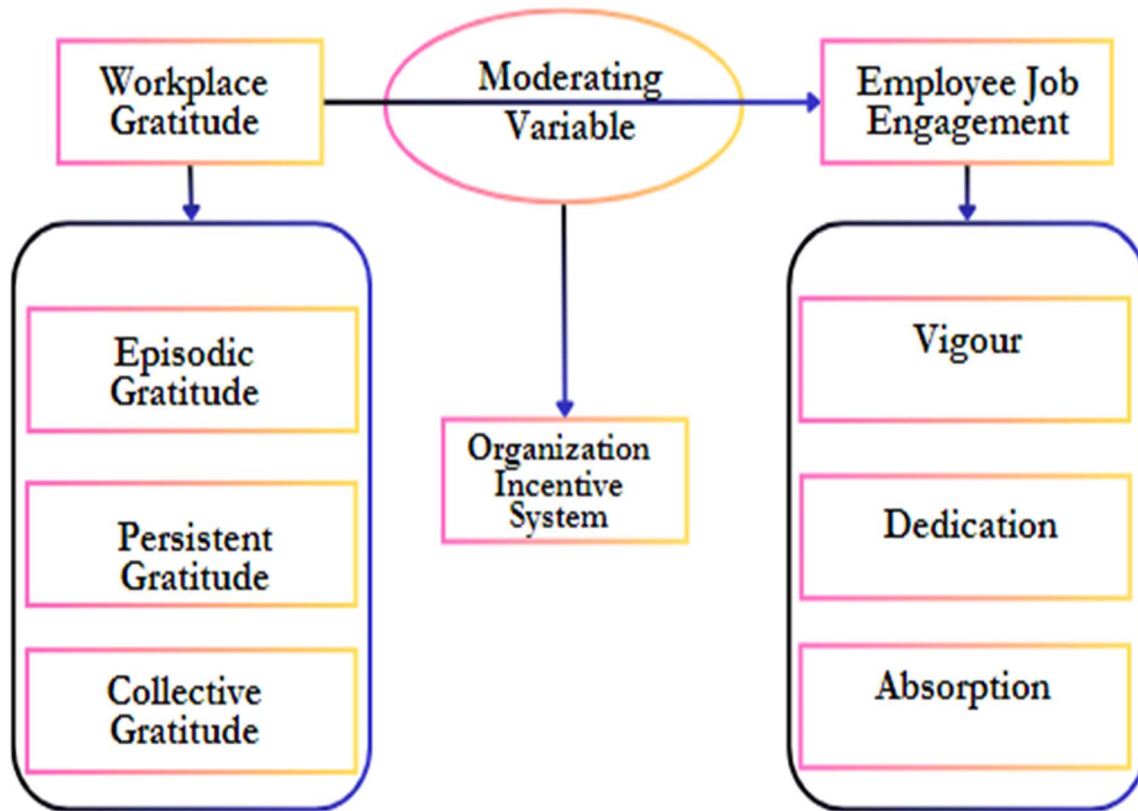 Workplace
Gratitude
Moderating
Variable
Employee Job
Engagement
Episodic
Gratitude
Persistent
Gratitude
Collective
Gratitude
Organization
Incentive
System
Vigour
Dedication
Absorption